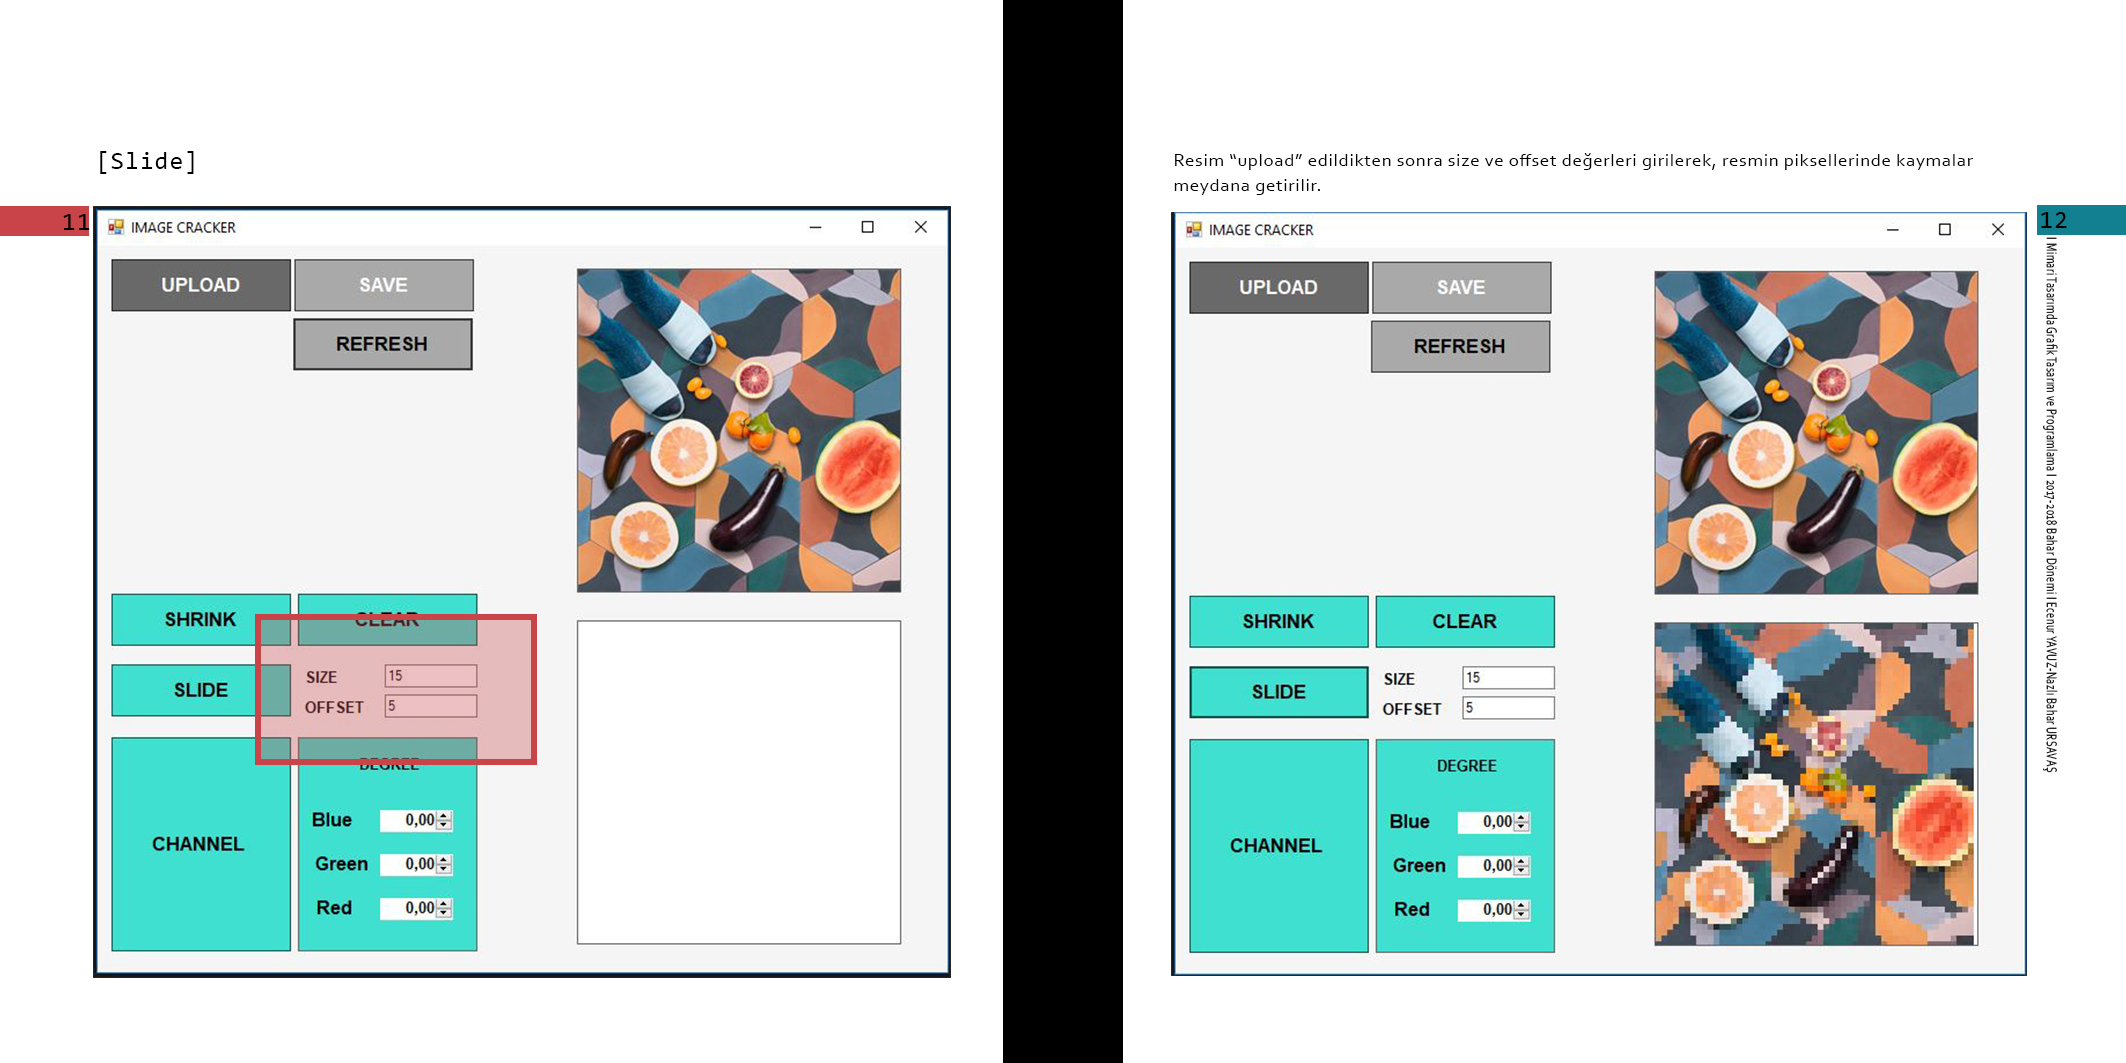 [Slide]
11
IMAGE CRACKER
UPLOAD
SAVE
REFRESH
SHRINK
CLEAR
SLIDE
SIZE 15
OFFSET 5
CHANNEL
DEGREE
Blue 0,00
Green 0,00
Red 0,00
Resim “upload” edildikten sonra size ve offset değerleri girilerek, resmin piksellerinde kaymalar
meydana getirilir.
12
IMAGE CRACKER
UPLOAD
SAVE
REFRESH
SHRINK
CLEAR
SLIDE
SIZE 15
OFFSET 5
CHANNEL
DEGREE
Blue 0,00
Green 0,00
Red 0,00
I Mimari Tasarımda Grafik Tasarım ve Programlama I 2017-2018 Bahar Dönemi I Ecenur YAVUZ-Nazlı Bahar URSAVAŞ